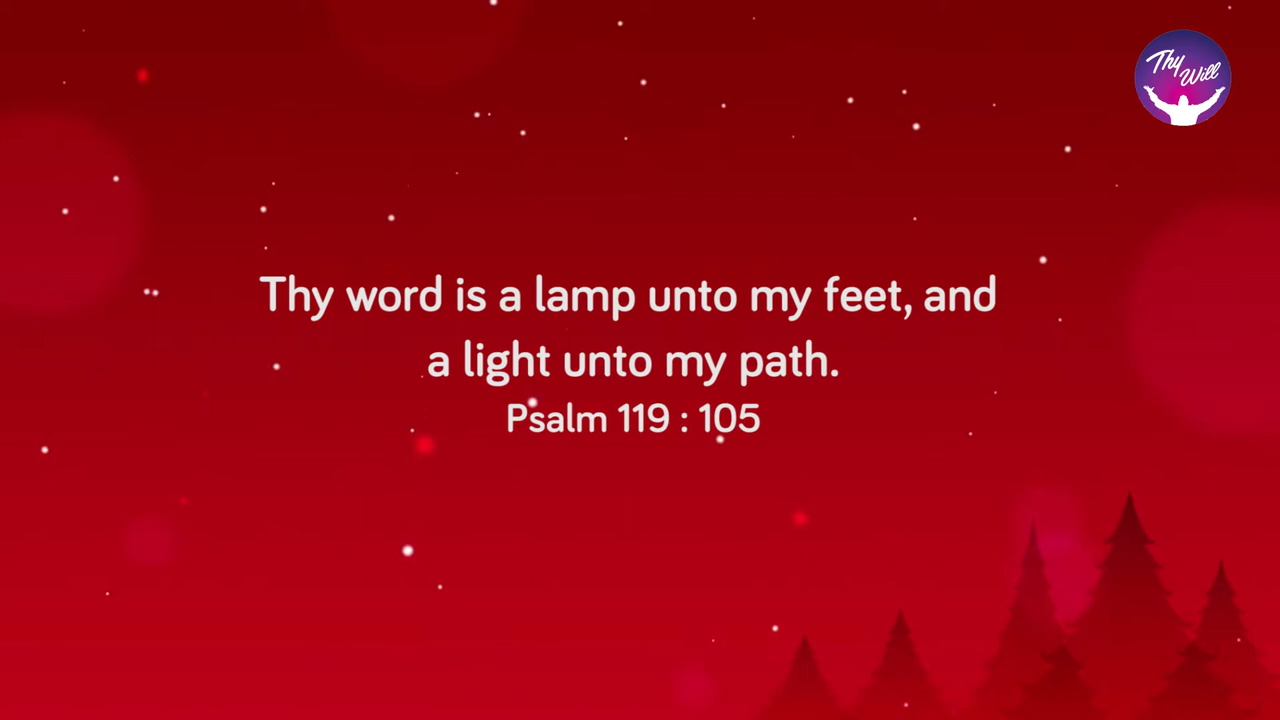 Thy
Will
Thy word is a lamp unto my feet, and
a light unto my path.
Psalm 119 : 105